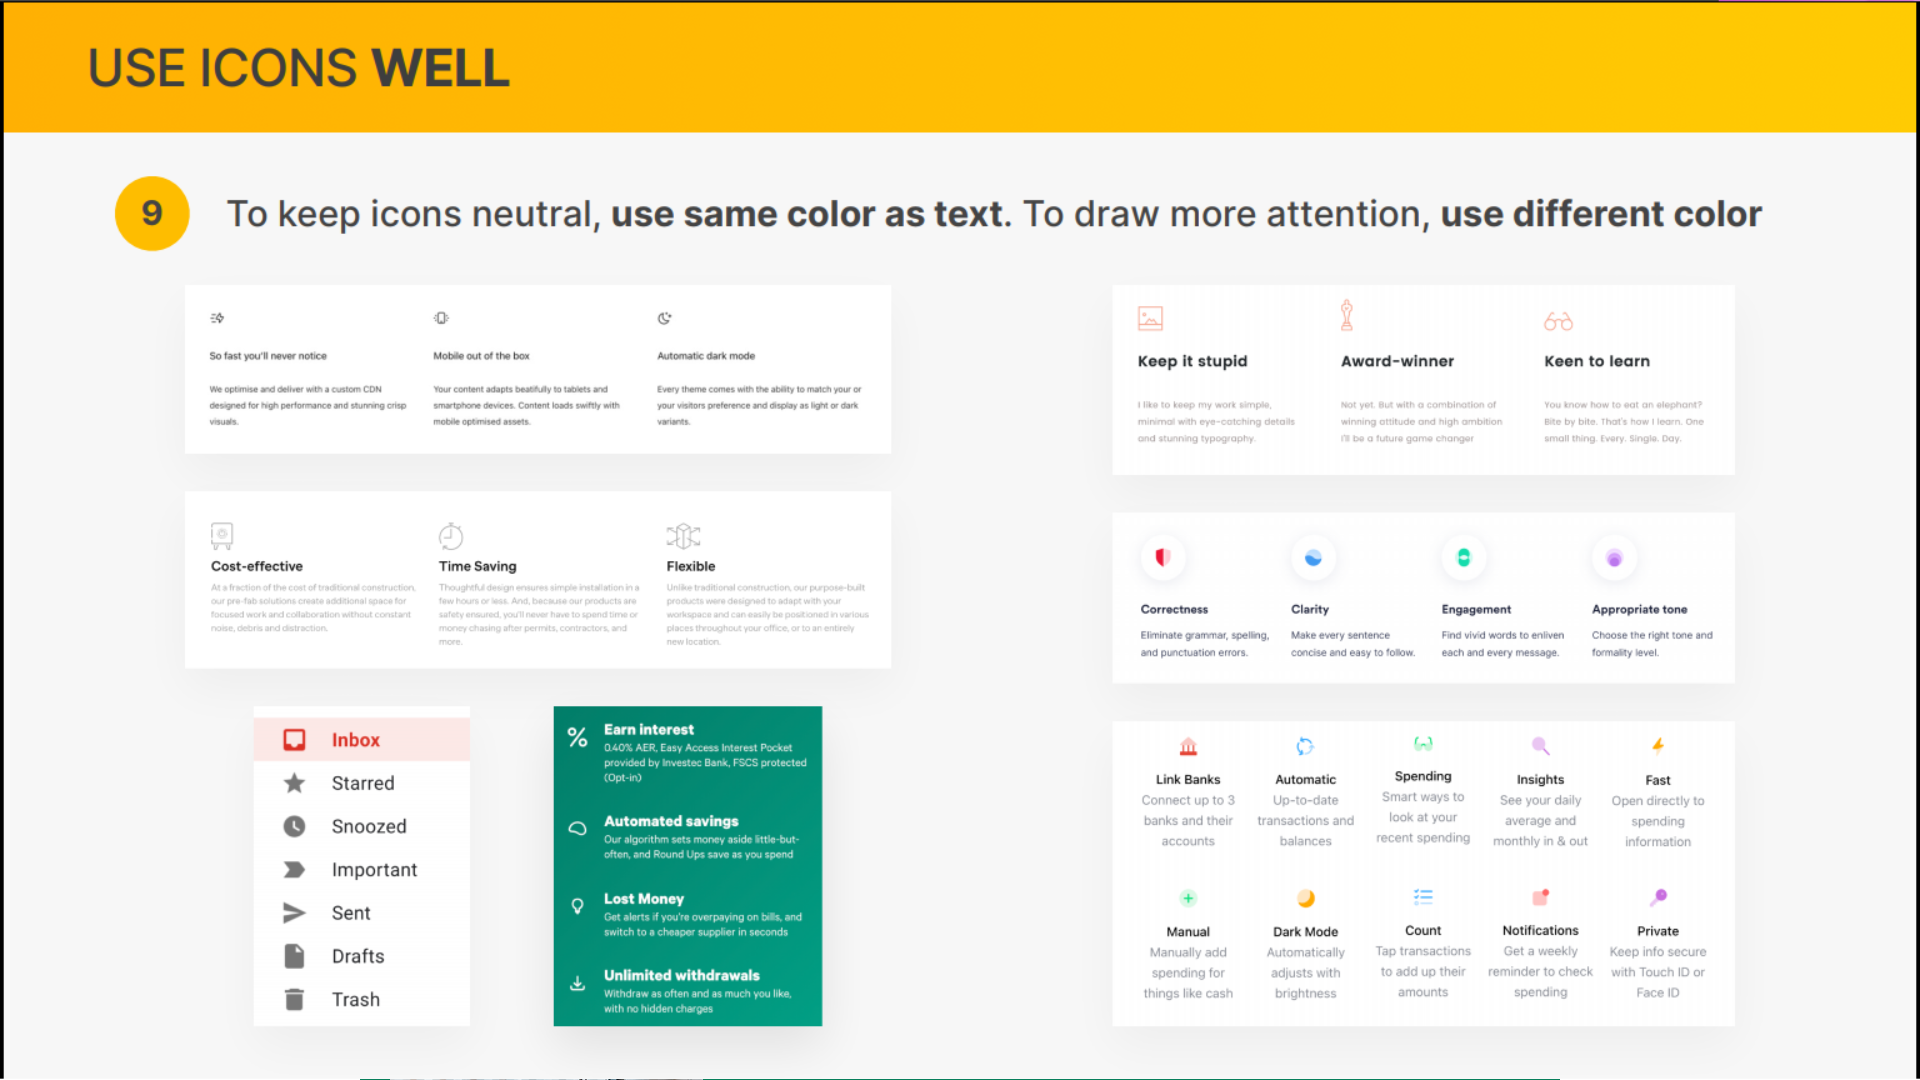 USE ICONS WELL
9
To keep icons neutral, use same color as text. To draw more attention, use different color
So fast you'll never notice
We optimise and deliver with a custom CDN
designed for high performance and stunning crisp
visuals.
Mobile out of the box
Your content adapts beatifully to tablets and
smartphone devices. Content loads swiftly with
mobile optimised assets.
Automatic dark mode
Every theme comes with the ability to match your or
your visitors preference and display as light or dark
variants.
Cost-effective
At a fraction of the cost of traditional construction,
our pre-fab solutions create additional space for
focused work and collaboration without constant
noise, debris and distraction.
Time Saving
Thoughtful design ensures simple installation in a
few hours or less. And, because our products are
safety ensured, you'll never have to spend time or
money chasing after permits, contractors, and
more.
Flexible
Unlike traditional construction, our purpose-built
products were designed to adapt with your
workspace and can easily be positioned in various
places throughout your office, or to an entirely
new location.
Inbox
Starred
Snoozed
Important
Sent
Drafts
Trash
Earn interest
0.40% AER, Easy Access Interest Pocket
provided by Investec Bank, FSCS protected
(Opt-in)
Automated savings
Our algorithm sets money aside little-but-
often, and Round Ups save as you spend
Lost Money
Get alerts if you're overpaying on bills, and
switch to a cheaper supplier in seconds
Unlimited withdrawals
Withdraw as often and as much you like,
with no hidden charges
Keep it stupid
I like to keep my work simple,
minimal with eye-catching details
and stunning typography.
Award-winner
Not yet. But with a combination of
winning attitude and high ambition
I'll be a future game changer
Keen to learn
You know how to eat an elephant?
Bite by bite. That's how I learn. One
small thing. Every. Single. Day.
Correctness
Eliminate grammar, spelling,
and punctuation errors.
Clarity
Make every sentence
concise and easy to follow.
Engagement
Find vivid words to enliven
each and every message.
Appropriate tone
Choose the right tone and
formality level.
Link Banks
Connect up to 3
banks and their
accounts
Automatic
Up-to-date
transactions and
balances
Spending
Smart ways to
look at your
recent spending
Insights
See your daily
average and
monthly in & out
Fast
Open directly to
spending
information
Manual
Manually add
spending for
things like cash
Dark Mode
Automatically
adjusts with
brightness
Count
Tap transactions
to add up their
amounts
Notifications
Get a weekly
reminder to check
spending
Private
Keep info secure
with Touch ID or
Face ID